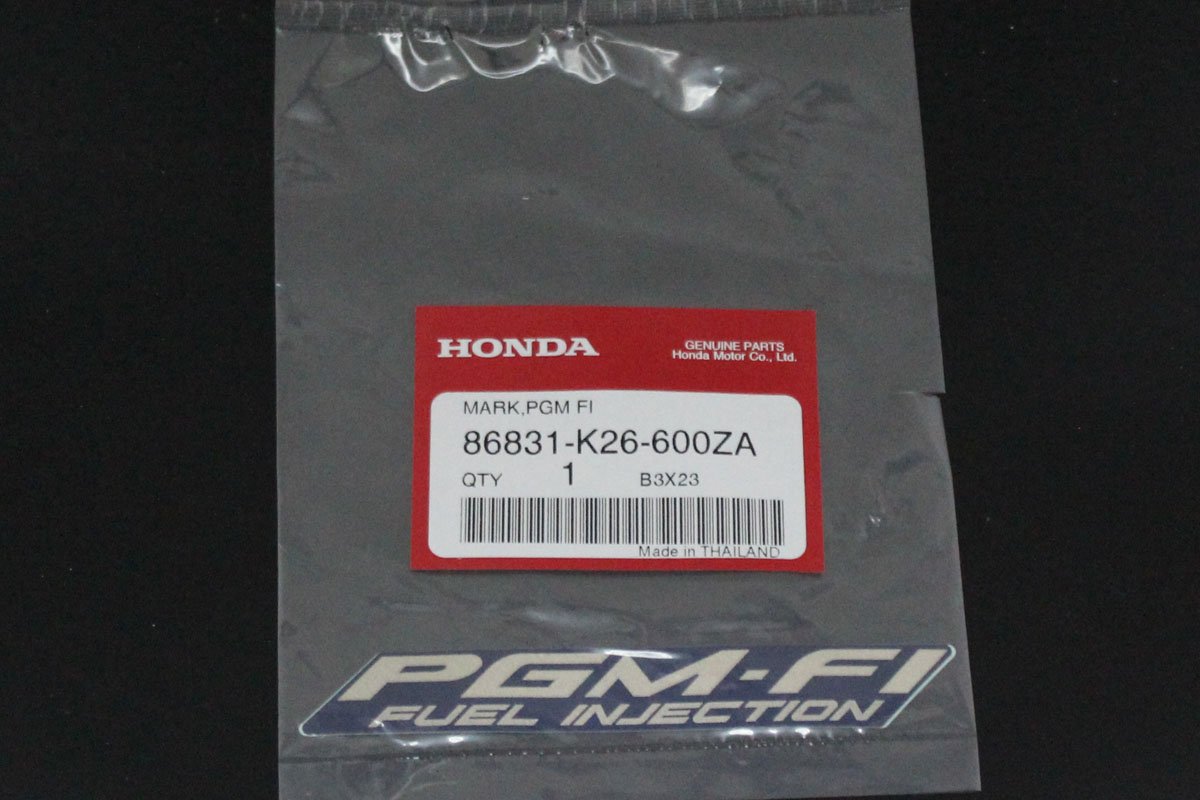 HONDA
GENUINE PARTS
Honda Motor Co., Ltd.
MARK,PGM FI
86831-K26-600ZA
QTY 1 B3X23
Made in THAILAND
PGM-FI
FUEL INJECTION